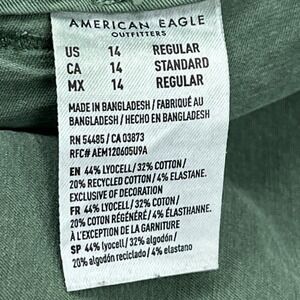 AMERICAN EAGLE
OUTFITTERS
US 14 REGULAR
CA 14 STANDARD
MX 14 REGULAR
MADE IN BANGLADESH / FABRIQUÉ AU
BANGLADESH / HECHO EN BANGLADESH
RN 54485 / CA 03873
RFC# AEM120605U9A
EN 44% LYOCELL / 32% COTTON /
20% RECYCLED COTTON / 4% ELASTANE.
EXCLUSIVE OF DECORATION
FR 44% LYOCELL / 32% COTON /
20% COTON RÉGÉNÉRÉ / 4% ÉLASTHANNE.
À L'EXCEPTION DE LA GARNITURE
SP 44% lyocell / 32% algodón /
20% algodón reciclado / 4% elastano